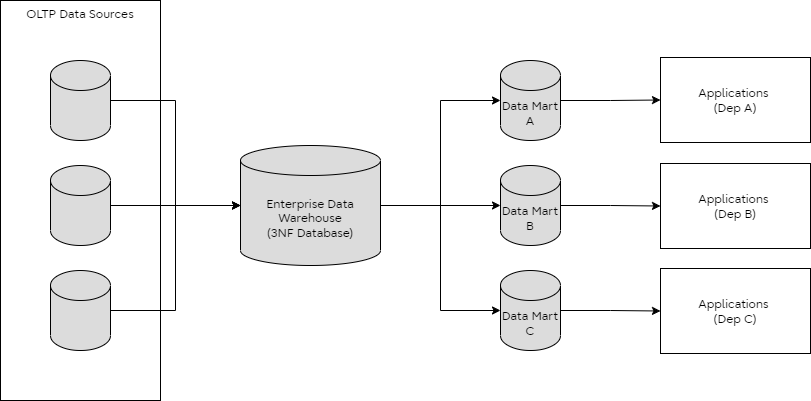 OLTP Data Sources
Enterprise Data
Warehouse
(3NF Database)
Data Mart
A
Applications
(Dep A)
Data Mart
B
Applications
(Dep B)
Data Mart
C
Applications
(Dep C)